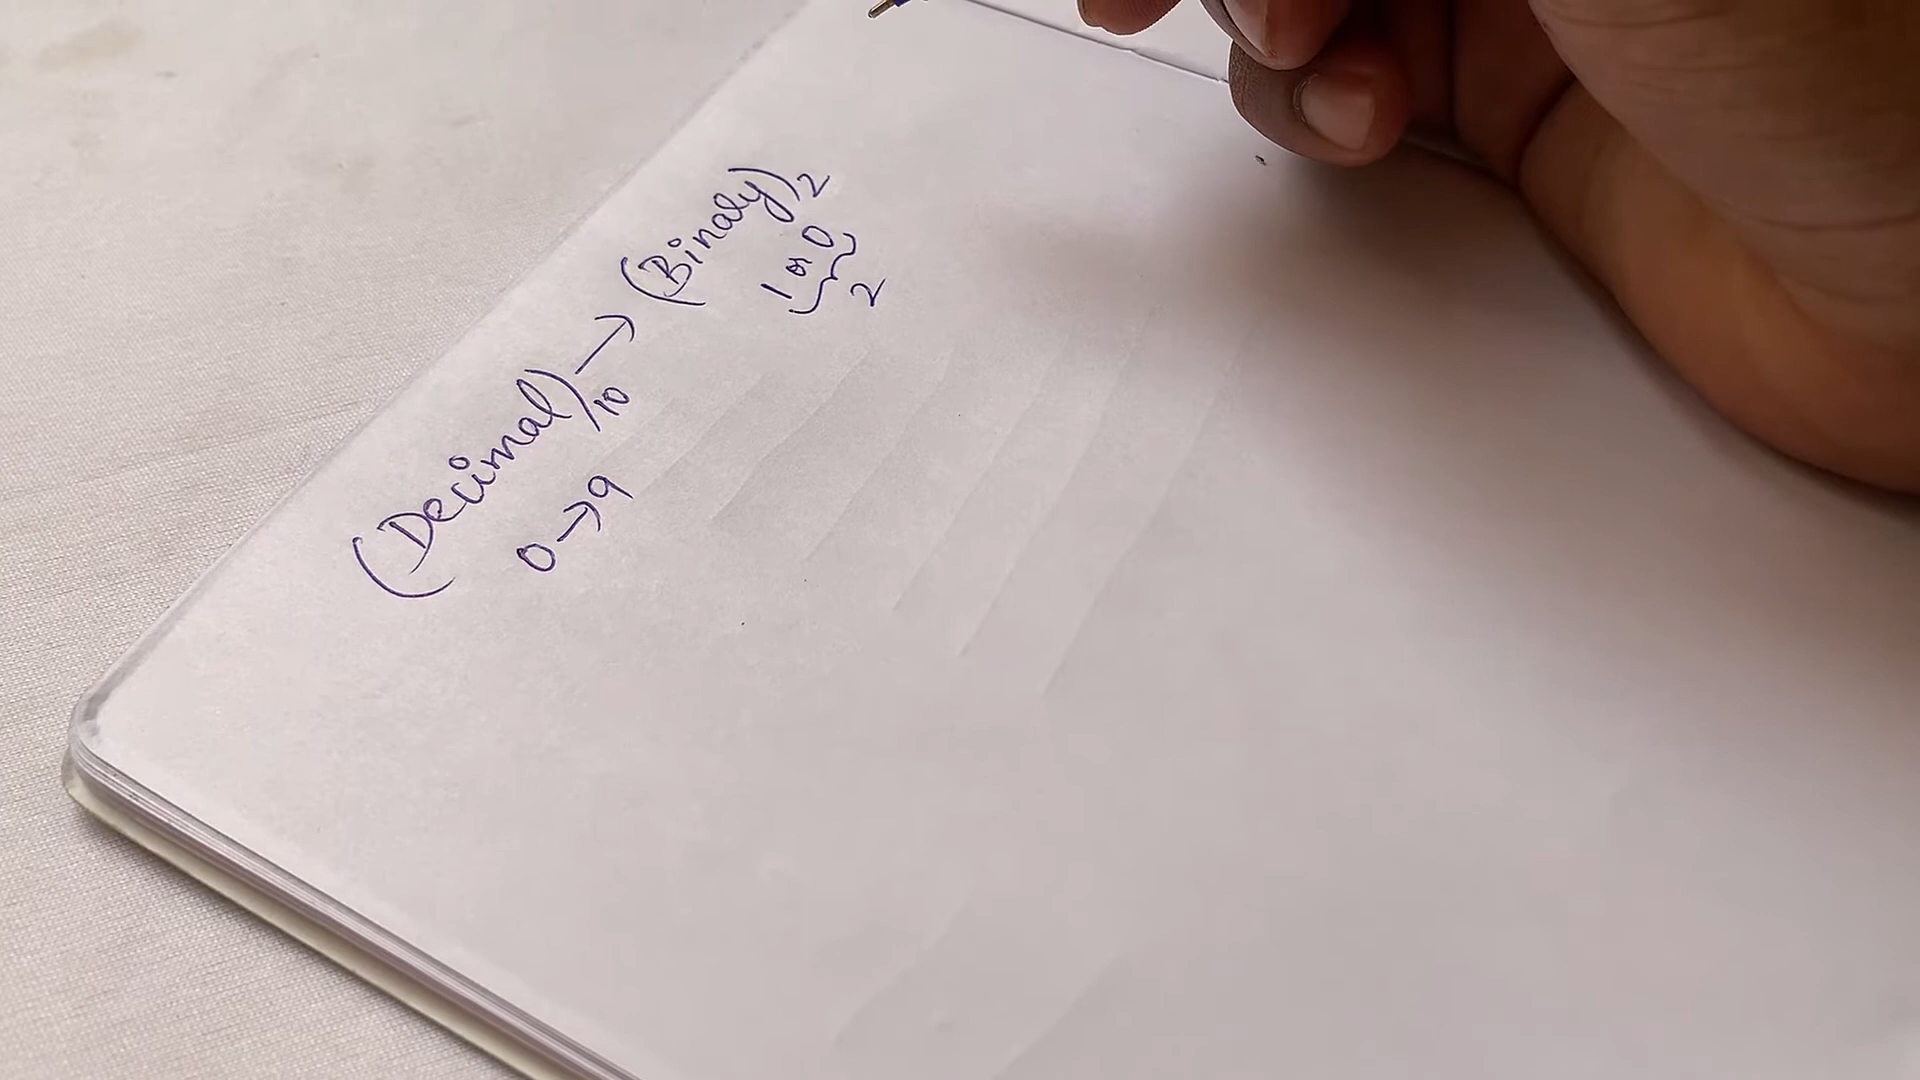 (Decimal)₁₀ → (Binary)₂
0 → 9
1 or 0
2